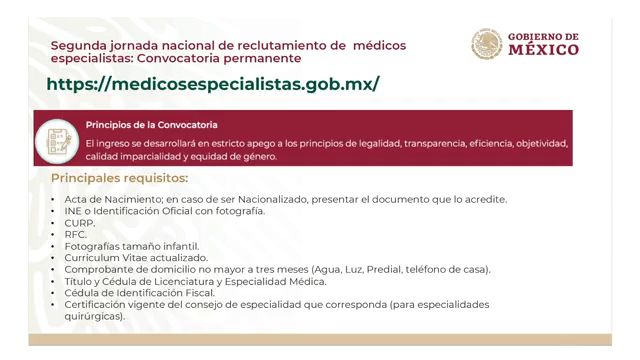 Segunda jornada nacional de reclutamiento de médicos
especialistas: Convocatoria permanente
GOBIERNO DE
MÉXICO
https://medicosespecialistas.gob.mx/
Principios de la Convocatoria
El ingreso se desarrollará en estricto apego a los principios de legalidad, transparencia, eficiencia, objetividad,
calidad imparcialidad y equidad de género.
Principales requisitos:
• Acta de Nacimiento; en caso de ser Nacionalizado, presentar el documento que lo acredite.
• INE o Identificación Oficial con fotografía.
• CURP.
• RFC.
• Fotografías tamaño infantil.
• Curriculum Vitae actualizado.
• Comprobante de domicilio no mayor a tres meses (Agua, Luz, Predial, teléfono de casa).
• Título y Cédula de Licenciatura y Especialidad Médica.
• Cédula de Identificación Fiscal.
• Certificación vigente del consejo de especialidad que corresponda (para especialidades
quirúrgicas).